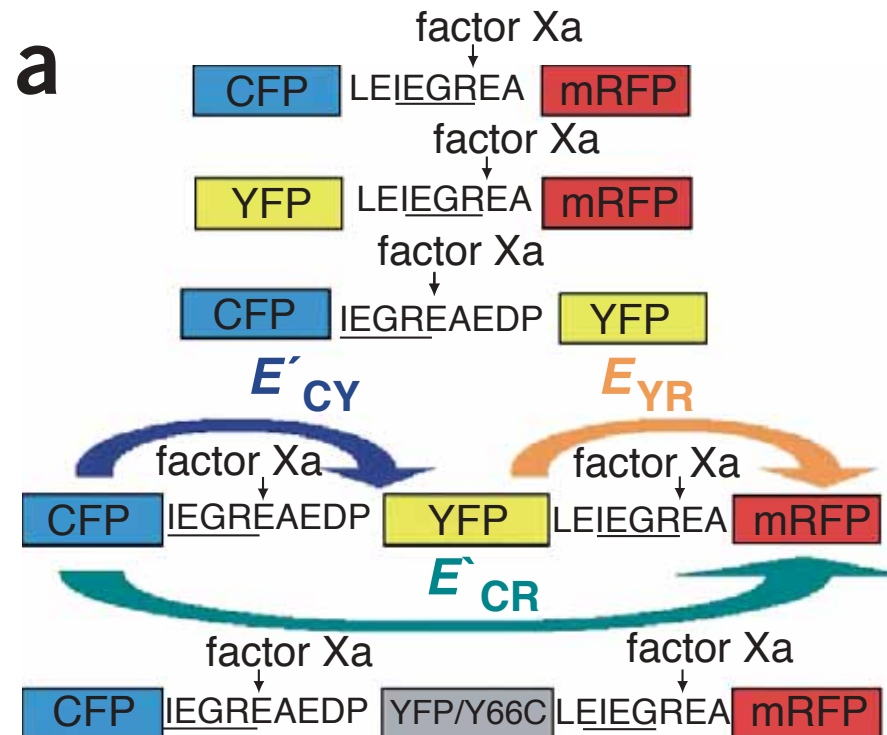 a
factor Xa
CFP LEIEGREA mRFP
factor Xa
YFP LEIEGREA mRFP
factor Xa
CFP IEGREAEDP YFP
E´CY EYR
factor Xa factor Xa
CFP IEGREAEDP YFP LEIEGREA mRFP
E`CR
factor Xa factor Xa
CFP IEGREAEDP YFP/Y66C LEIEGREA mRFP